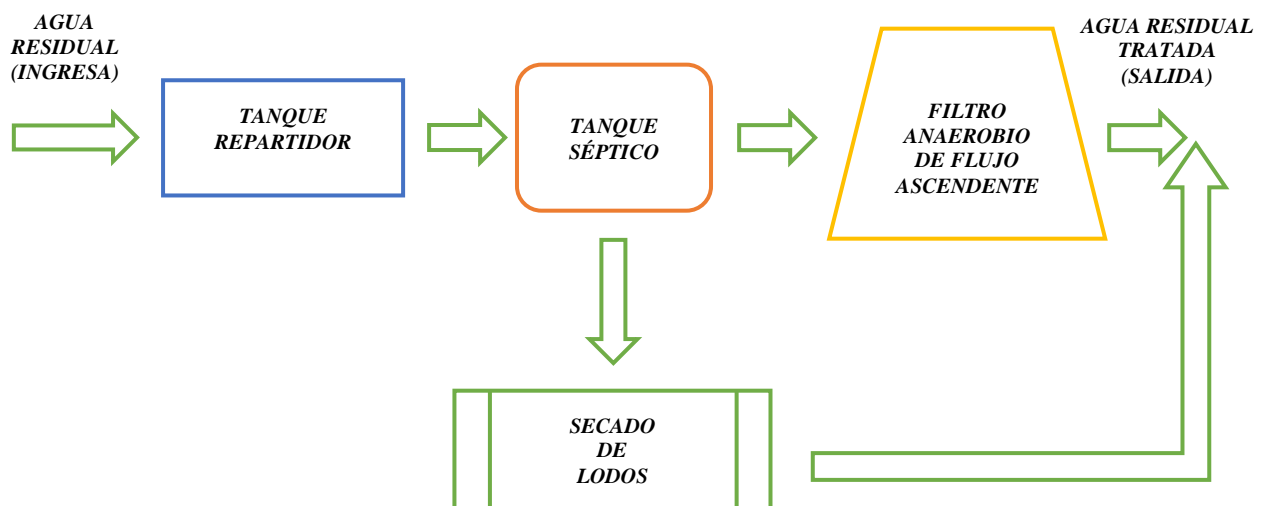 AGUA
RESIDUAL
(INGRESA)
TANQUE
REPARTIDOR
TANQUE
SÉPTICO
FILTRO
ANAEROBIO
DE FLUJO
ASCENDENTE
AGUA RESIDUAL
TRATADA
(SALIDA)
SECADO
DE
LODOS